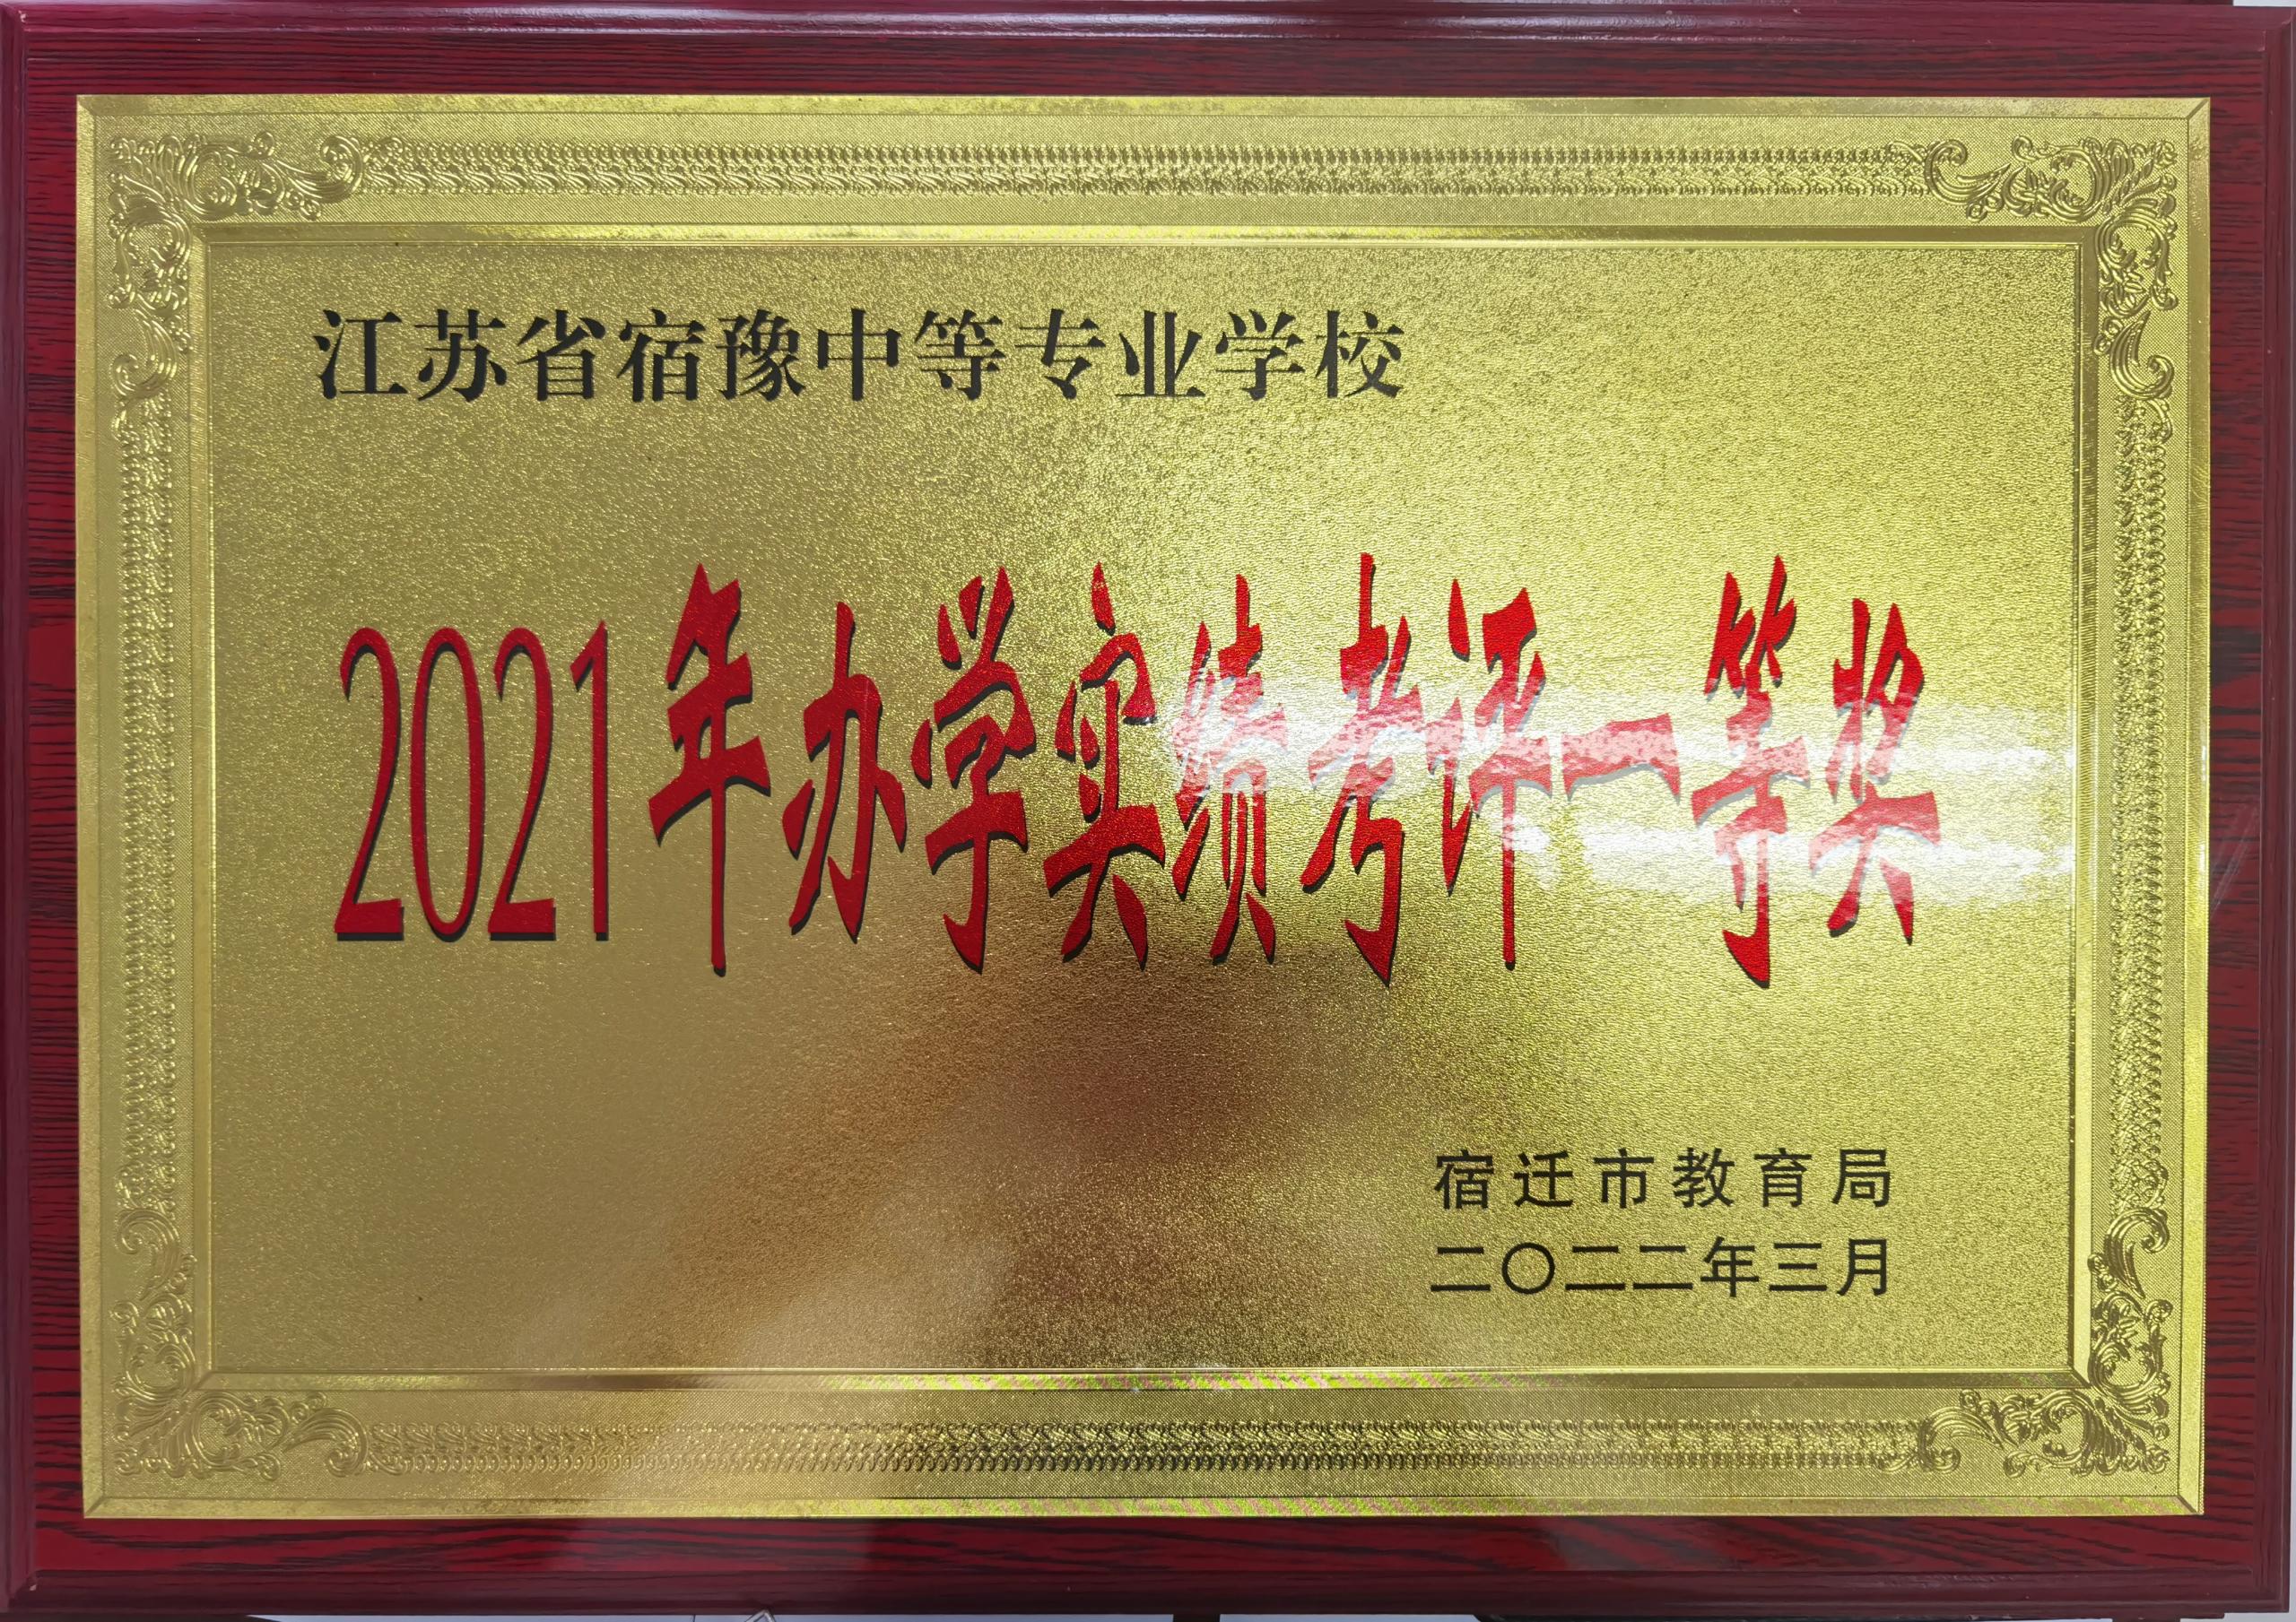 江苏省宿豫中等专业学校
2021年办学实绩考评一等奖
宿迁市教育局
二〇二二年三月